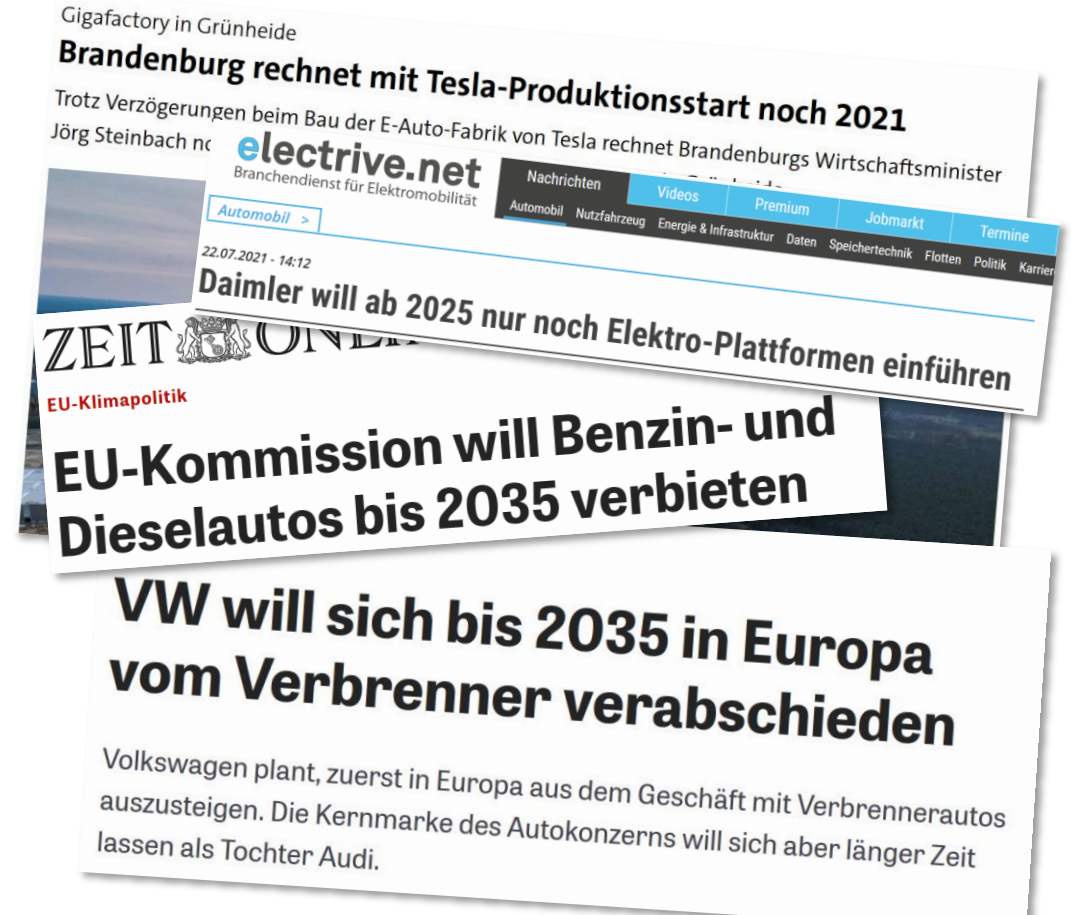 Gigafactory in Grünheide
Brandenburg rechnet mit Tesla-Produktionsstart noch 2021
Trotz Verzögerungen beim Bau der E-Auto-Fabrik von Tesla rechnet Brandenburgs Wirtschaftsminister
Jörg Steinbach
electrive.net
Branchendienst für Elektromobilität
Nachrichten Videos Premium Jobmarkt Termine
Automobil Nutzfahrzeug Energie & Infrastruktur Daten Speichertechnik Flotten Politik
Automobil >
22.07.2021 - 14:12
Daimler will ab 2025 nur noch Elektro-Plattformen einführen
ZEIT
EU-Klimapolitik
EU-Kommission will Benzin- und
Dieselautos bis 2035 verbieten
VW will sich bis 2035 in Europa
vom Verbrenner verabschieden
Volkswagen plant, zuerst in Europa aus dem Geschäft mit Verbrennerautos
auszusteigen. Die Kernmarke des Autokonzerns will sich aber länger Zeit
lassen als Tochter Audi.